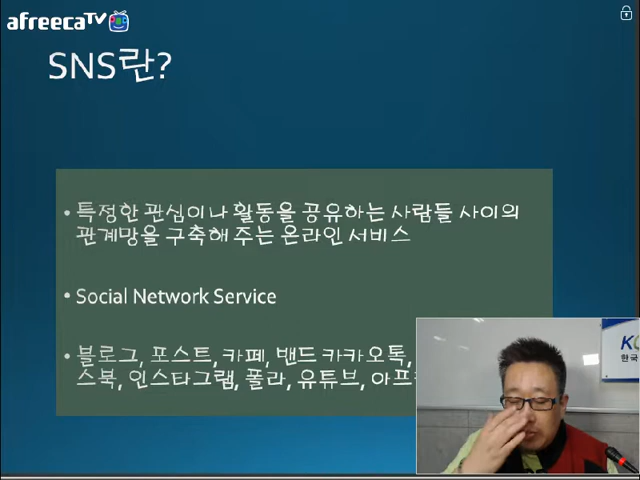 afreecaTV
SNS란?
• 특정한 관심이나 활동을 공유하는 사람들 사이의
관계망을 구축해 주는 온라인 서비스
• Social Network Service
• 블로그, 포스트, 카페, 밴드 카카오톡,
스북, 인스타그램, 폴라, 유튜브, 아프
한국